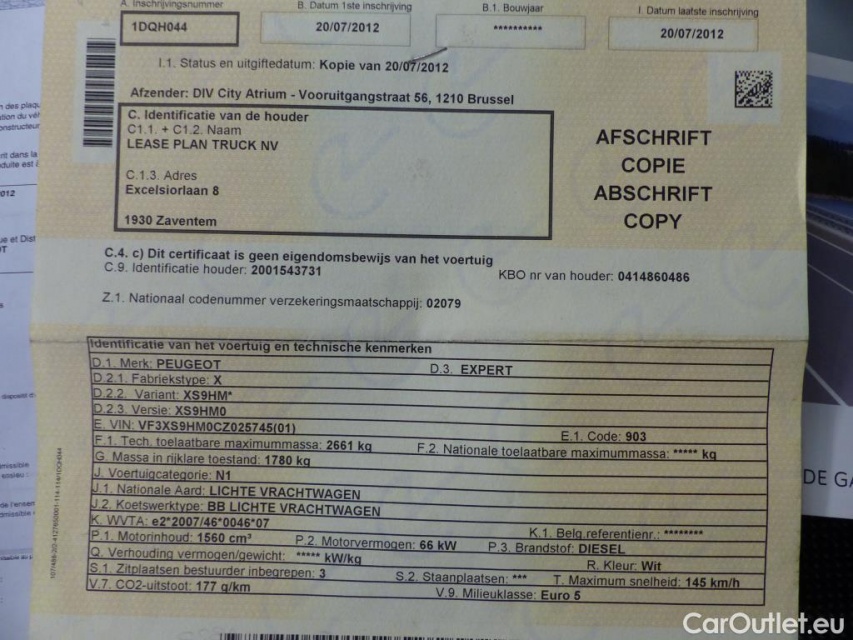 A. Inschrijvingsnummer
1DQH044
B. Datum 1ste inschrijving
20/07/2012
B.1. Bouwjaar
**********
I. Datum laatste inschrijving
20/07/2012
I.1. Status en uitgiftedatum: Kopie van 20/07/2012
Afzender: DIV City Atrium - Vooruitgangstraat 56, 1210 Brussel
C. Identificatie van de houder
C1.1. + C1.2. Naam
LEASE PLAN TRUCK NV
C.1.3. Adres
Excelsiorlaan 8
1930 Zaventem
AFSCHRIFT
COPIE
ABSCHRIFT
COPY
C.4. c) Dit certificaat is geen eigendomsbewijs van het voertuig
C.9. Identificatie houder: 2001543731
KBO nr van houder: 0414860486
Z.1. Nationaal codenummer verzekeringsmaatschappij: 02079
Identificatie van het voertuig en technische kenmerken
D.1. Merk: PEUGEOT
D.3. EXPERT
D.2.1. Fabriekstype: X
D.2.2. Variant: XS9HM*
D.2.3. Versie: XS9HM0
E. VIN: VF3XS9HM0CZ025745(01)
E.1. Code: 903
F.1. Tech. toelaatbare maximummassa: 2661 kg
F.2. Nationale toelaatbare maximummassa: ***** kg
G. Massa in rijklare toestand: 1780 kg
J. Voertuigcategorie: N1
J.1. Nationale Aard: LICHTE VRACHTWAGEN
J.2. Koetswerktype: BB LICHTE VRACHTWAGEN
K. WVTA: e2*2007/46*0046*07
K.1. Belg.referentienr.: ********
P.1. Motorinhoud: 1560 cm³
P.2. Motorvermogen: 66 kW
P.3. Brandstof: DIESEL
Q. Verhouding vermogen/gewicht: ***** kW/kg
R. Kleur: Wit
S.1. Zitplaatsen bestuurder inbegrepen: 3
S.2. Staanplaatsen: ***
T. Maximum snelheid: 145 km/h
V.7. CO2-uitstoot: 177 g/km
V.9. Milieuklasse: Euro 5
DE GA
CarOutlet.eu